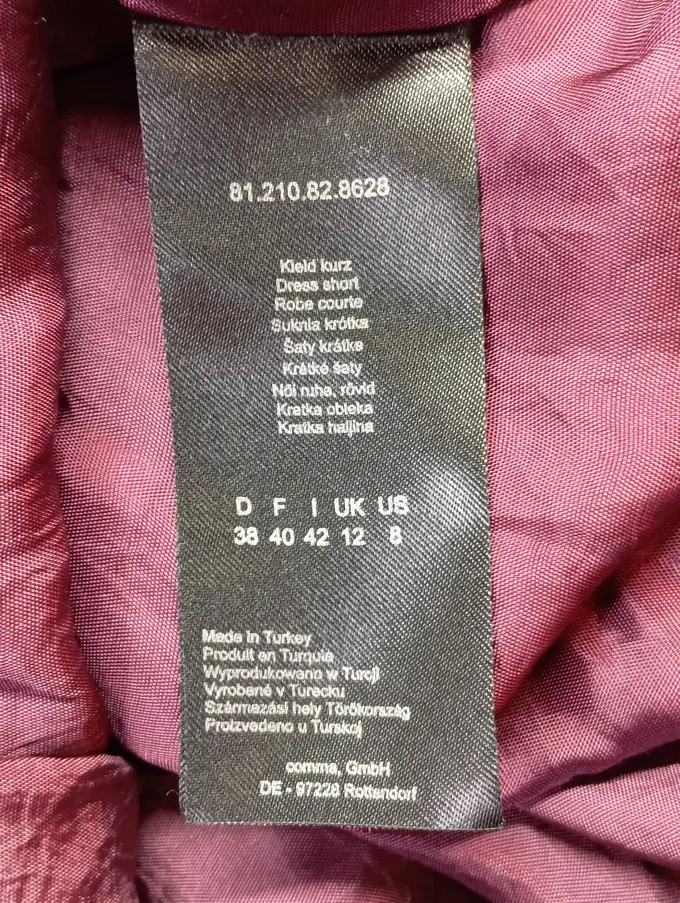 81.210.82.8628
Kleid kurz
Dress short
Robe courte
Suknia krótka
Šaty krátke
Krátké šaty
Női ruha, rövid
Kratka obleka
Kratka haljina
D F I UK US
38 40 42 12 8
Made in Turkey
Produit en Turquie
Wyprodukowano w Turcji
Vyrobené v Turecku
Származási hely Törökország
Proizvedeno u Turskoj
comma, GmbH
DE - 97228 Rottendorf